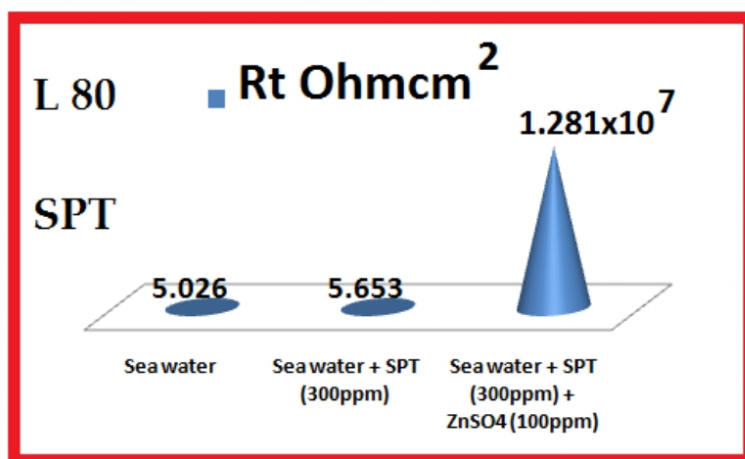 L 80
Rt Ohmcm²
1.281x10⁷
SPT
5.026
5.653
Sea water
Sea water + SPT
(300ppm)
Sea water + SPT
(300ppm) +
ZnSO4 (100ppm)